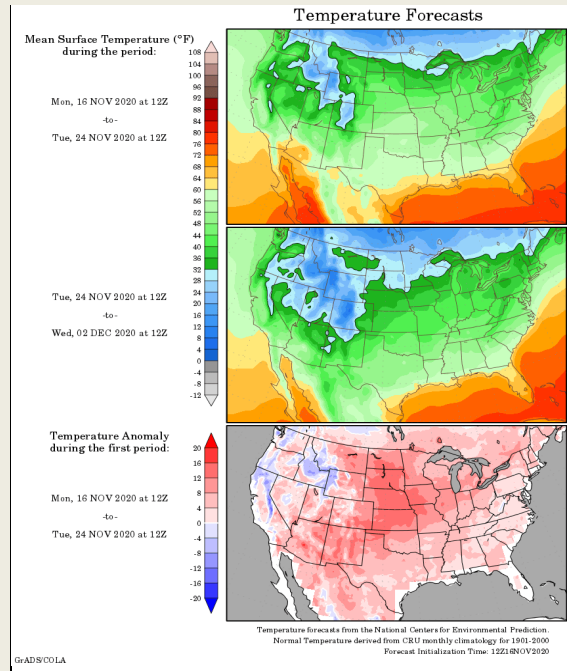 Temperature Forecasts
Mean Surface Temperature (°F)
during the period:
Mon, 16 NOV 2020 at 12Z
-to-
Tue, 24 NOV 2020 at 12Z
108
104
100
96
92
88
84
80
76
72
68
64
60
56
52
48
44
40
36
32
28
24
20
16
12
8
4
0
-4
-8
-12
Tue, 24 NOV 2020 at 12Z
-to-
Wed, 02 DEC 2020 at 12Z
Temperature Anomaly
during the first period:
Mon, 16 NOV 2020 at 12Z
-to-
Tue, 24 NOV 2020 at 12Z
20
16
12
8
4
0
-4
-8
-12
-16
-20
Temperature forecasts from the National Centers for Environmental Prediction.
Normal Temperature derived from CRU monthly climatology for 1901-2000
Forecast Initialization Time: 12Z16NOV2020
GrADS/COLA